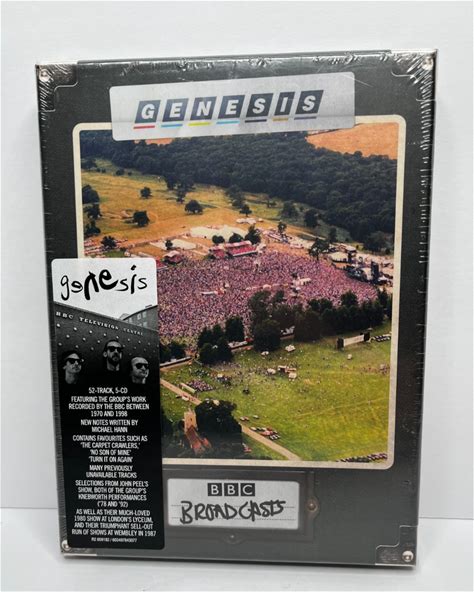 GENESIS
genesis
BBC TELEVISION CENTRE
52-TRACK, 5-CD
FEATURING THE GROUP'S WORK
RECORDED BY THE BBC BETWEEN
1970 AND 1998
NEW NOTES WRITTEN BY
MICHAEL HANN
CONTAINS FAVOURITES SUCH AS
'THE CARPET CRAWLERS,'
'NO SON OF MINE'
'TURN IT ON AGAIN'
MANY PREVIOUSLY
UNAVAILABLE TRACKS
SELECTIONS FROM JOHN PEEL'S
SHOW, BOTH OF THE GROUP'S
KNEBWORTH PERFORMANCES
('78 AND '92)
AS WELL AS THEIR MUCH-LOVED
1980 SHOW AT LONDON'S LYCEUM,
AND THEIR TRIUMPHANT SELL-OUT
RUN OF SHOWS AT WEMBLEY IN 1987
BBC
BROADCASTS